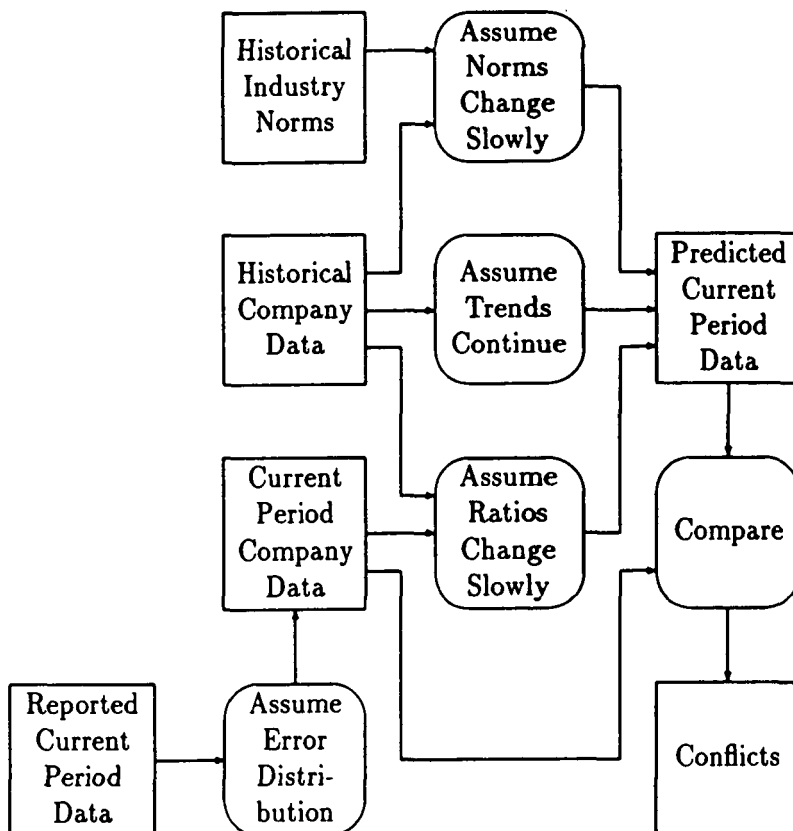 Historical
Industry
Norms
Assume
Norms
Change
Slowly
Historical
Company
Data
Assume
Trends
Continue
Predicted
Current
Period
Data
Current
Period
Company
Data
Assume
Ratios
Change
Slowly
Compare
Reported
Current
Period
Data
Assume
Error
Distri-
bution
Conflicts